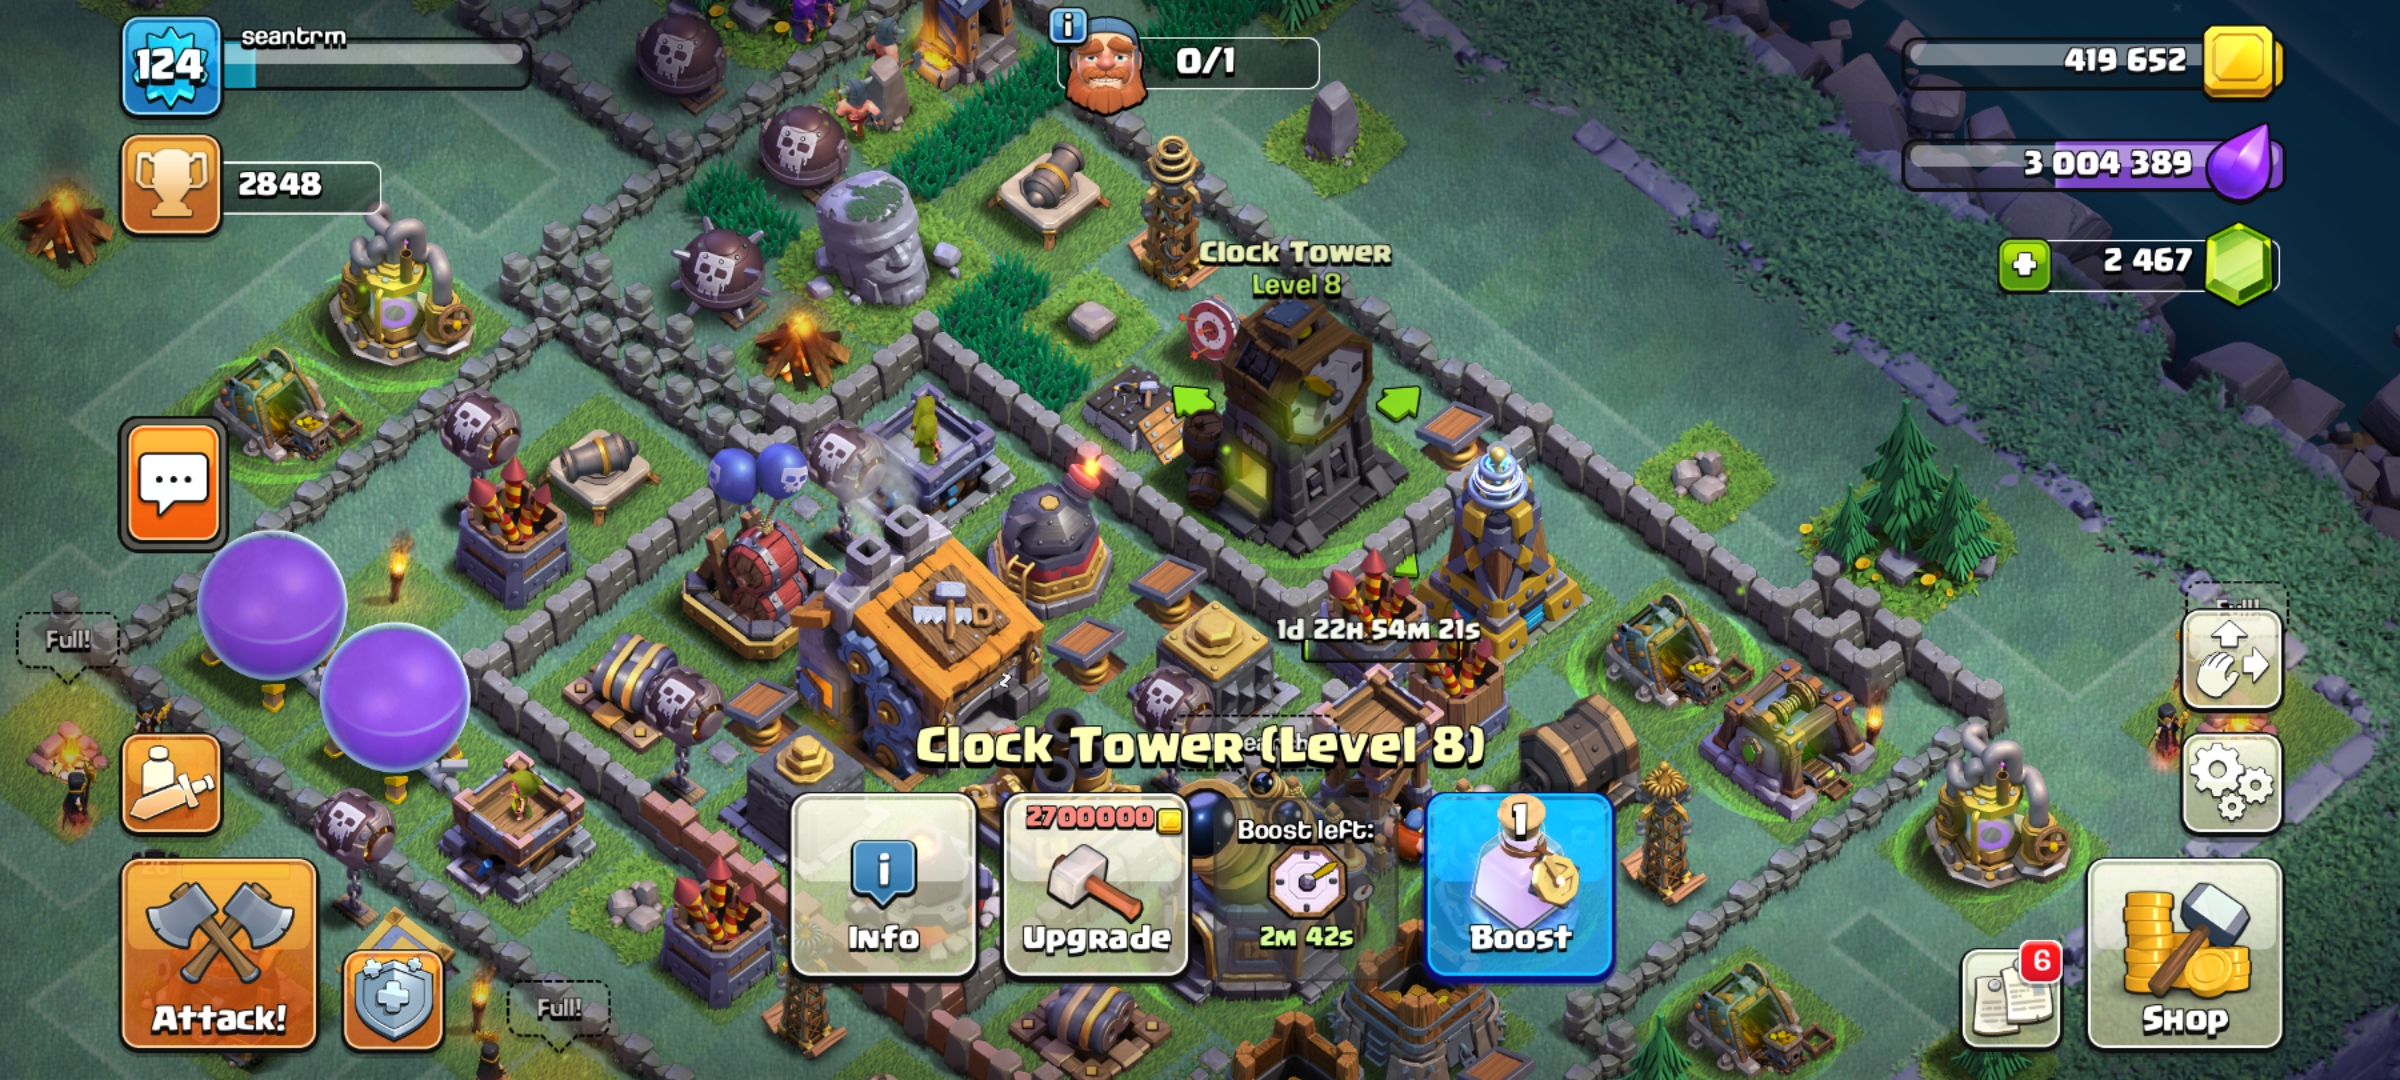 124
seantrm
0/1
419 652
2848
3 004 389
2 467
Clock Tower
Level 8
Full!
Full!
1d 22h 54m 21s
Clock Tower (Level 8)
2700000
Boost left:
1
Info
Upgrade
2m 42s
Boost
Full!
6
Attack!
Shop